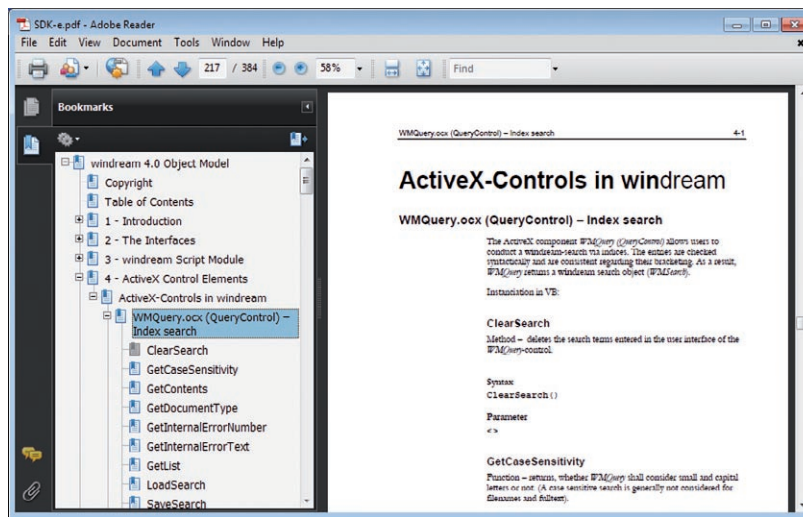 SDK-e.pdf - Adobe Reader
File Edit View Document Tools Window Help
217 / 384 58% Find
Bookmarks
windream 4.0 Object Model
Copyright
Table of Contents
1 - Introduction
2 - The Interfaces
3 - windream Script Module
4 - ActiveX Control Elements
ActiveX-Controls in windream
WMQuery.ocx (QueryControl) –
Index search
ClearSearch
GetCaseSensitivity
GetContents
GetDocumentType
GetInternalErrorNumber
GetInternalErrorText
GetList
LoadSearch
SaveSearch
WMQuery.ocx (QueryControl) – Index search 4-1
ActiveX-Controls in windream
WMQuery.ocx (QueryControl) – Index search
The ActiveX component WMQuery (QueryControl) allows users to
conduct a windream-search via indices. The entries are checked
syntactically and are consistent regarding their bracketing. As a result,
WMQuery returns a windream search object (WMSearch).
Instanciation in VB:
ClearSearch
Method – deletes the search terms entered in the user interface of the
WMQuery-control.
Syntax
ClearSearch()
Parameter
<>
GetCaseSensitivity
Function – returns, whether WMQuery shall consider small and capital
letters or not. (A case sensitive search is generally not considered for
filenames and fulltext).